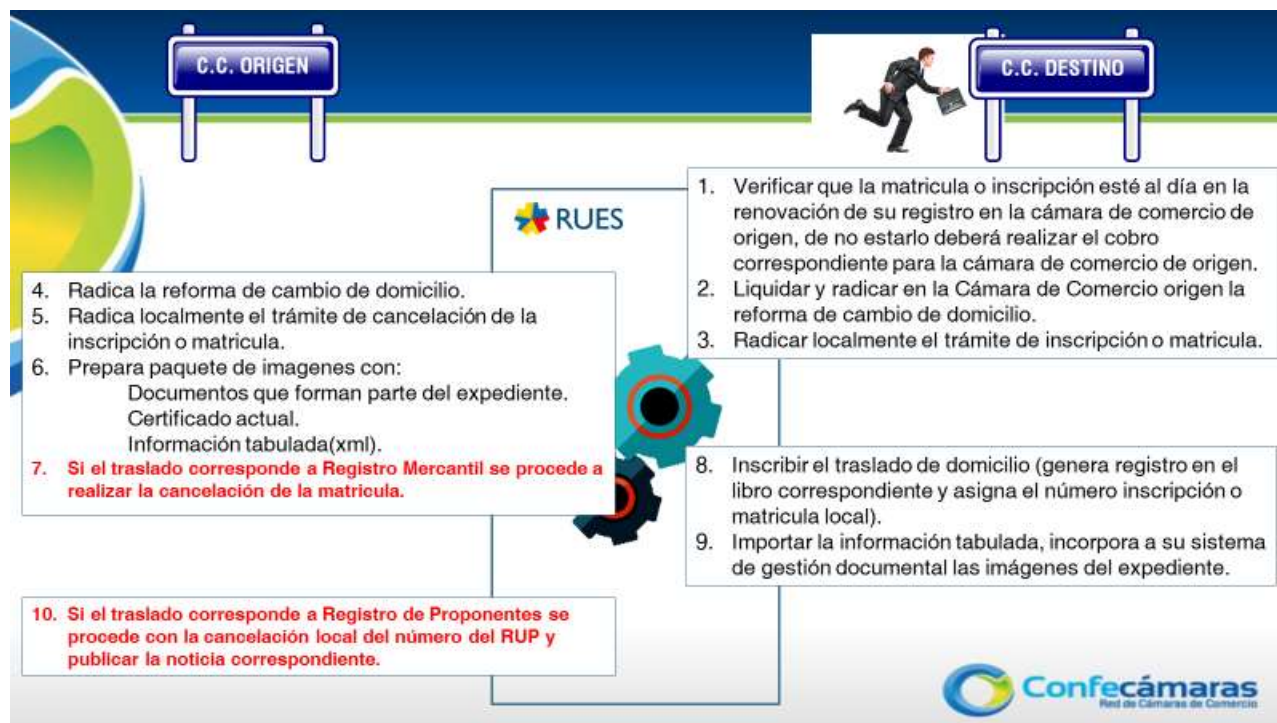 C.C. ORIGEN
C.C. DESTINO
RUES
1. Verificar que la matricula o inscripción esté al día en la
renovación de su registro en la cámara de comercio de
origen, de no estarlo deberá realizar el cobro
correspondiente para la cámara de comercio de origen.
2. Liquidar y radicar en la Cámara de Comercio origen la
reforma de cambio de domicilio.
3. Radicar localmente el trámite de inscripción o matricula.
4. Radica la reforma de cambio de domicilio.
5. Radica localmente el trámite de cancelación de la
inscripción o matricula.
6. Prepara paquete de imagenes con:
Documentos que forman parte del expediente.
Certificado actual.
Información tabulada(xml).
7. Si el traslado corresponde a Registro Mercantil se procede a
realizar la cancelación de la matricula.
8. Inscribir el traslado de domicilio (genera registro en el
libro correspondiente y asigna el número inscripción o
matricula local).
9. Importar la información tabulada, incorpora a su sistema
de gestión documental las imágenes del expediente.
10. Si el traslado corresponde a Registro de Proponentes se
procede con la cancelación local del número del RUP y
publicar la noticia correspondiente.
Confecámaras
Red de Cámaras de Comercio